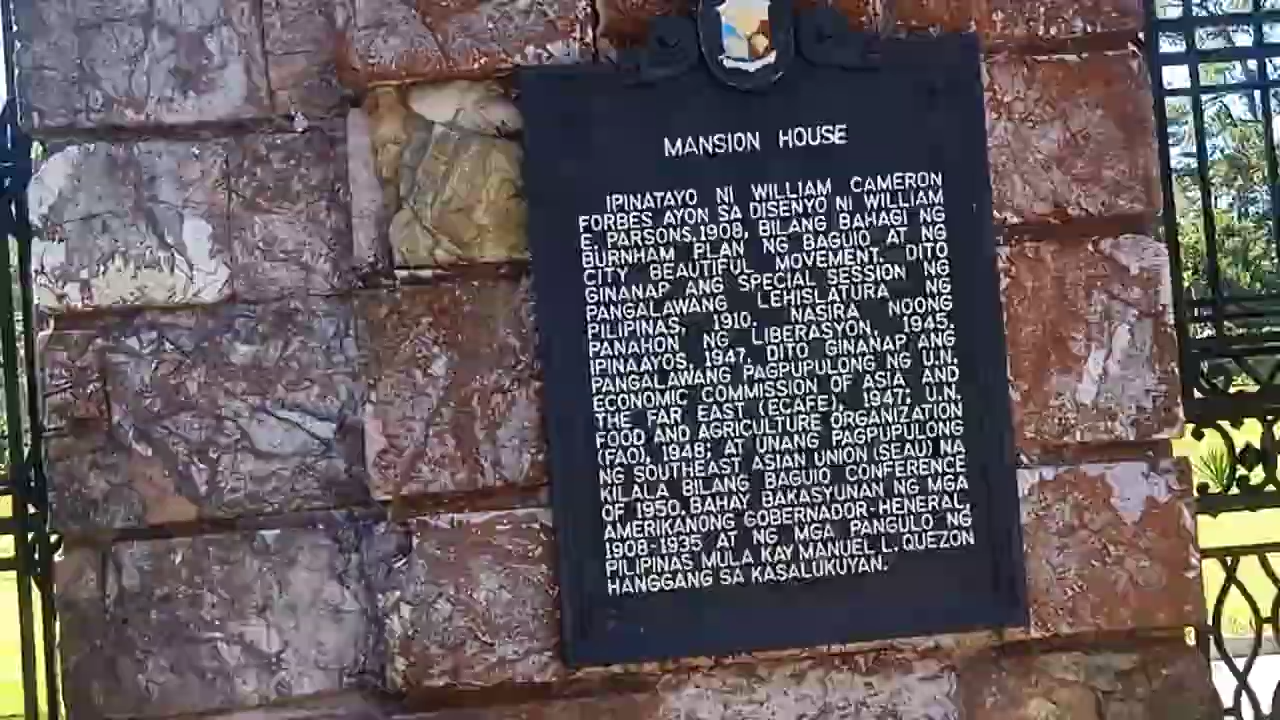 MANSION HOUSE
IPINATAYO NI WILLIAM CAMERON
FORBES AYON SA DISENYO NI WILLIAM
E. PARSONS, 1908, BILANG BAHAGI NG
BURNHAM PLAN NG BAGUIO AT NG
CITY BEAUTIFUL MOVEMENT. DITO
GINANAP ANG SPECIAL SESSION NG
PANGALAWANG LEHISLATURA NG
PILIPINAS, 1910. NASIRA NOONG
PANAHON NG LIBERASYON, 1945.
IPINAAYOS, 1947. DITO GINANAP ANG
PANGALAWANG PAGPUPULONG NG U.N.
ECONOMIC COMMISSION OF ASIA AND
THE FAR EAST (ECAFE), 1947; U.N.
FOOD AND AGRICULTURE ORGANIZATION
(FAO), 1948; AT UNANG PAGPUPULONG
NG SOUTHEAST ASIAN UNION (SEAU) NA
KILALA BILANG BAGUIO CONFERENCE
OF 1950. BAHAY BAKASYUNAN NG MGA
AMERIKANONG GOBERNADOR-HENERAL,
1908-1935 AT NG MGA PANGULO NG
PILIPINAS MULA KAY MANUEL L. QUEZON
HANGGANG SA KASALUKUYAN.